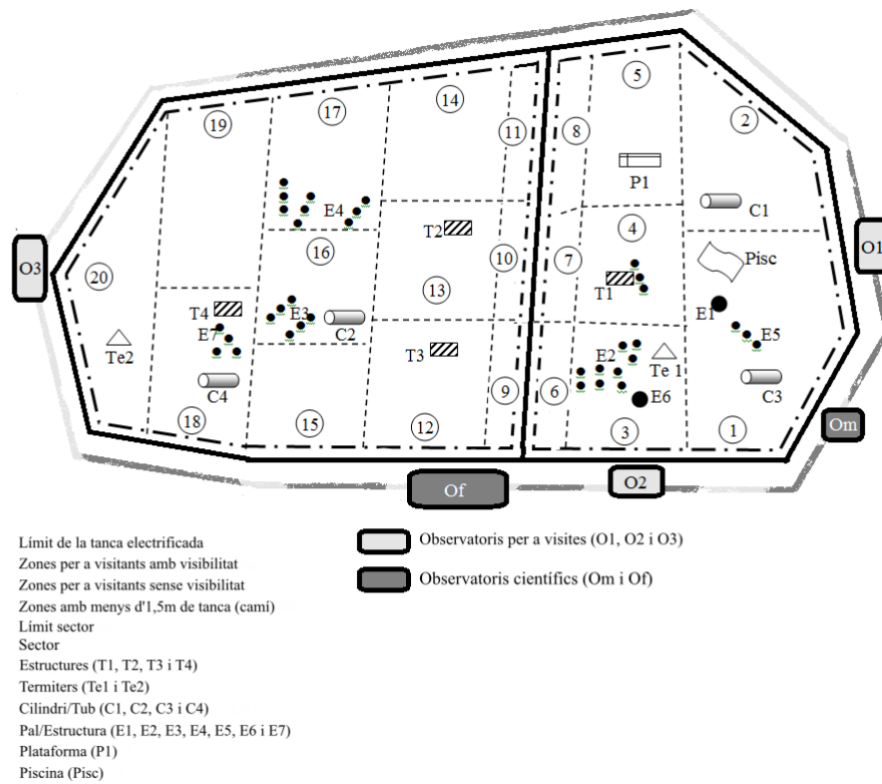 5
2
14
17
11
8
19
P1
C1
E4
T2
4
O1
16
10
7
Pisc
O3
20
13
T1
E1
T4
E3
E5
E7
C2
T3
E2
Te2
Te 1
C4
C3
9
6
E6
18
15
12
3
1
Om
Of
O2
Límit de la tanca electrificada
Zones per a visitants amb visibilitat
Zones per a visitants sense visibilitat
Zones amb menys d'1,5m de tanca (camí)
Límit sector
Sector
Estructures (T1, T2, T3 i T4)
Termiters (Te1 i Te2)
Cilindri/Tub (C1, C2, C3 i C4)
Pal/Estructura (E1, E2, E3, E4, E5, E6 i E7)
Plataforma (P1)
Piscina (Pisc)
Observatoris per a visites (O1, O2 i O3)
Observatoris científics (Om i Of)